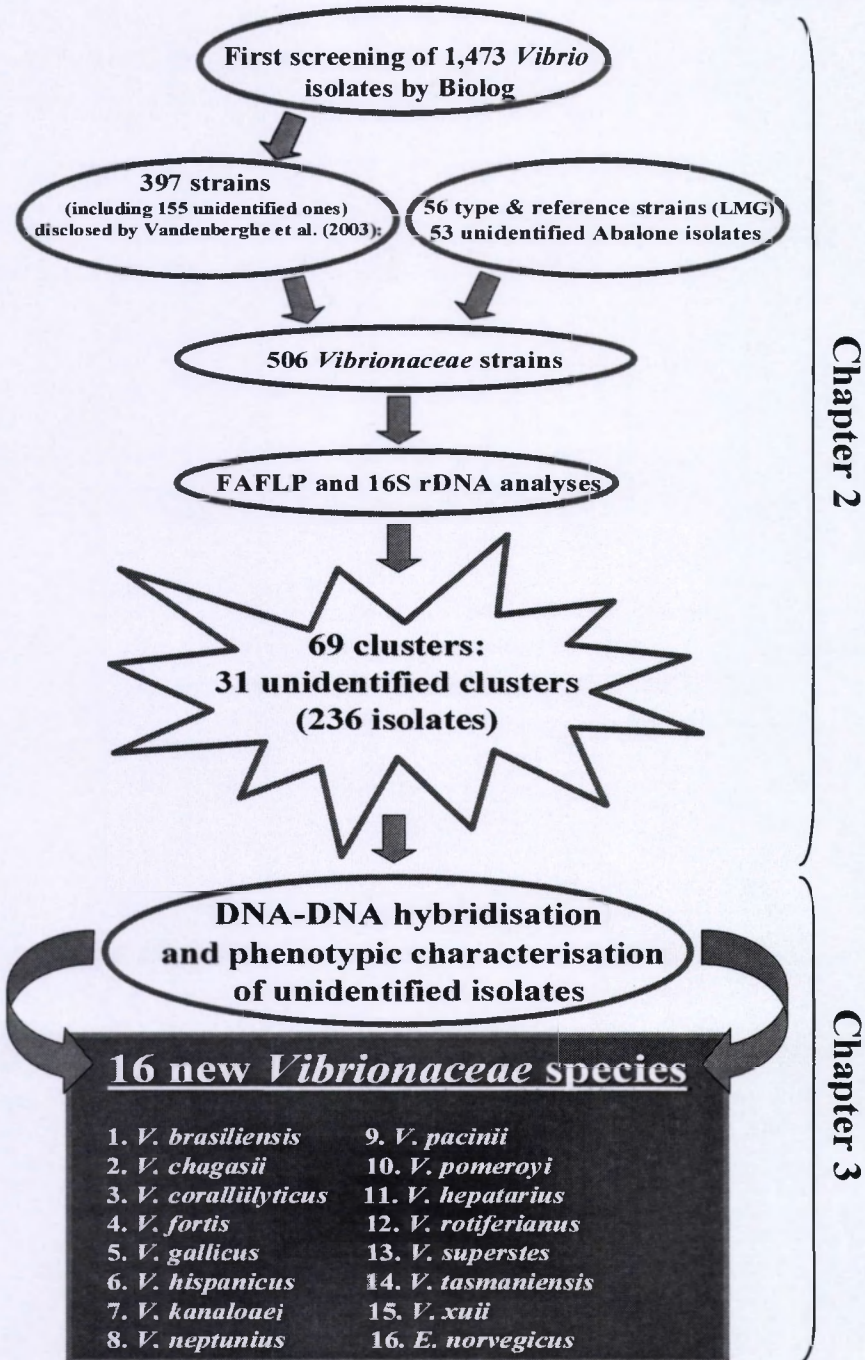 First screening of 1,473 Vibrio
isolates by Biolog
397 strains
(including 155 unidentified ones)
disclosed by Vandenberghe et al. (2003):
56 type & reference strains (LMG)
53 unidentified Abalone isolates
506 Vibrionaceae strains
FAFLP and 16S rDNA analyses
69 clusters:
31 unidentified clusters
(236 isolates)
Chapter 2
DNA-DNA hybridisation
and phenotypic characterisation
of unidentified isolates
16 new Vibrionaceae species
1. V. brasiliensis
2. V. chagasii
3. V. coralliilyticus
4. V. fortis
5. V. gallicus
6. V. hispanicus
7. V. kanaloaei
8. V. neptunius
9. V. pacinii
10. V. pomeroyi
11. V. hepatarius
12. V. rotiferianus
13. V. superstes
14. V. tasmaniensis
15. V. xuii
16. E. norvegicus
Chapter 3